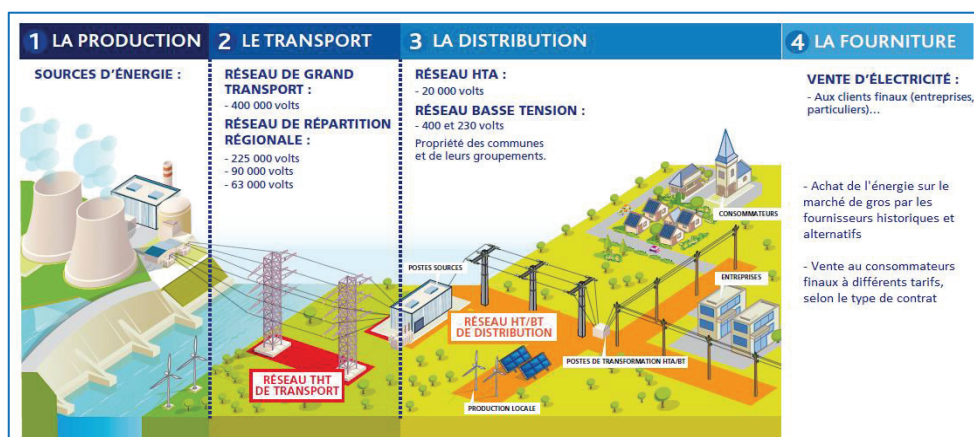 1 LA PRODUCTION
SOURCES D'ÉNERGIE :
2 LE TRANSPORT
RÉSEAU DE GRAND
TRANSPORT :
- 400 000 volts
RÉSEAU DE RÉPARTITION
RÉGIONALE :
- 225 000 volts
- 90 000 volts
- 63 000 volts
RÉSEAU THT
DE TRANSPORT
3 LA DISTRIBUTION
RÉSEAU HTA :
- 20 000 volts
RÉSEAU BASSE TENSION :
- 400 et 230 volts
Propriété des communes
et de leurs groupements.
CONSOMMATEURS
POSTES SOURCES
ENTREPRISES
RÉSEAU HT/BT
DE DISTRIBUTION
POSTES DE TRANSFORMATION HTA/BT
PRODUCTION LOCALE
4 LA FOURNITURE
VENTE D'ÉLECTRICITÉ :
- Aux clients finaux (entreprises,
particuliers)...
- Achat de l'énergie sur le
marché de gros par les
fournisseurs historiques et
alternatifs
- Vente au consommateurs
finaux à différents tarifs,
selon le type de contrat